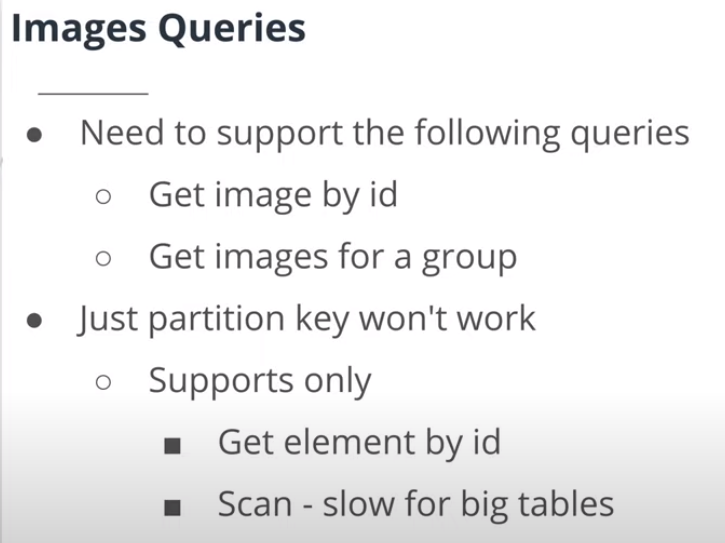 Images Queries
● Need to support the following queries
○ Get image by id
○ Get images for a group
● Just partition key won't work
○ Supports only
■ Get element by id
■ Scan - slow for big tables